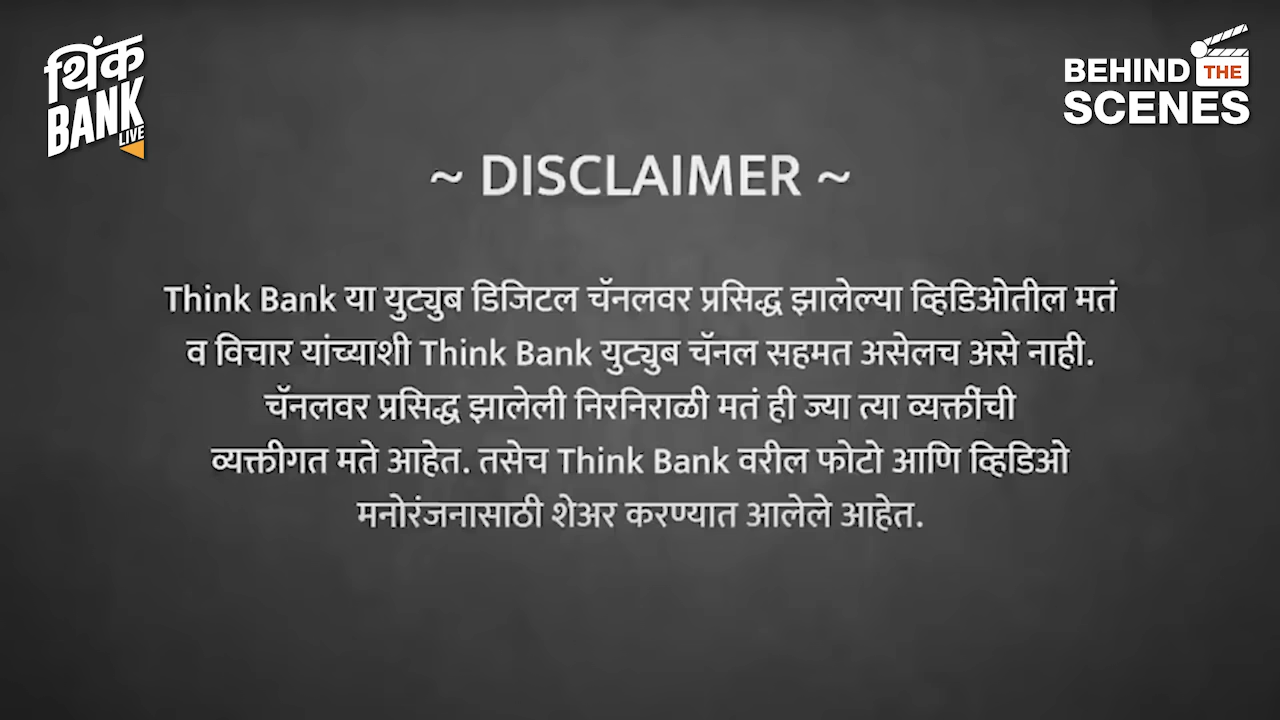 थिंक
BANK
LIVE
BEHIND THE
SCENES
~ DISCLAIMER ~
Think Bank या युट्युब डिजिटल चॅनलवर प्रसिद्ध झालेल्या व्हिडिओतील मतं
व विचार यांच्याशी Think Bank युट्युब चॅनल सहमत असेलच असे नाही.
चॅनलवर प्रसिद्ध झालेली निरनिराळी मतं ही ज्या त्या व्यक्तींची
व्यक्तीगत मते आहेत. तसेच Think Bank वरील फोटो आणि व्हिडिओ
मनोरंजनासाठी शेअर करण्यात आलेले आहेत.